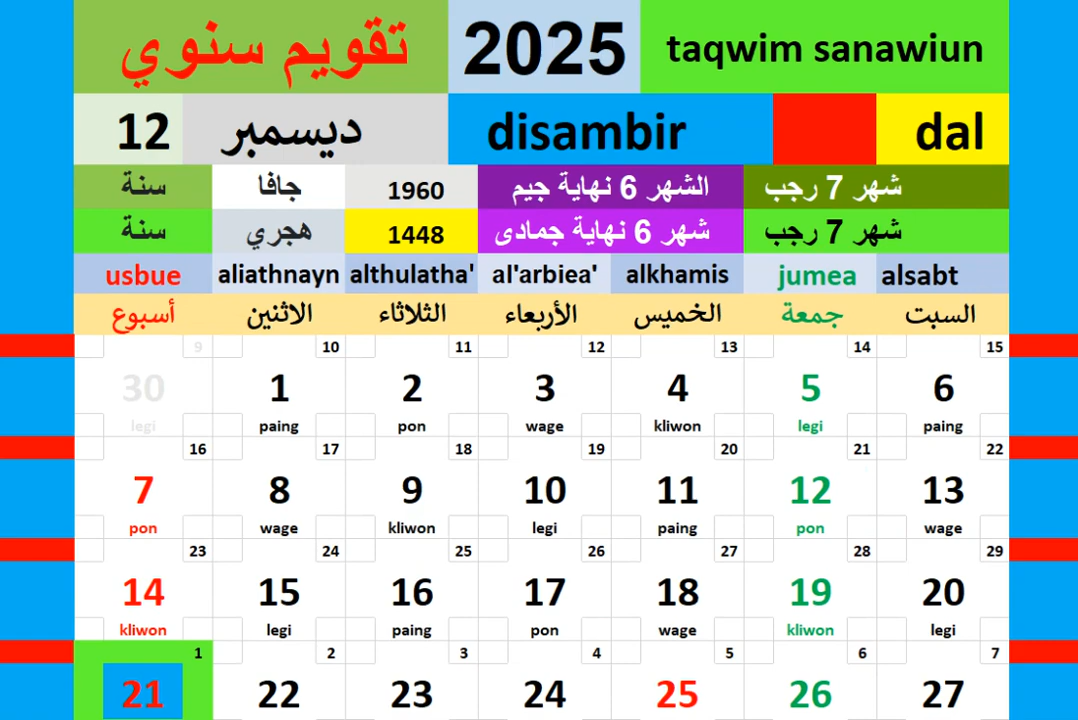 تقويم سنوي 2025 taqwim sanawiun
12 ديسمبر disambir dal
سنة جافا 1960 الشهر 6 نهاية جيم شهر 7 رجب
سنة هجري 1448 شهر 6 نهاية جمادى شهر 7 رجب
usbue aliathnayn althulatha' al'arbiea' alkhamis jumea alsabt
أسبوع الاثنين الثلاثاء الأربعاء الخميس جمعة السبت
9 10 11 12 13 14 15
30 1 2 3 4 5 6
legi paing pon wage kliwon legi paing
16 17 18 19 20 21 22
7 8 9 10 11 12 13
pon wage kliwon legi paing pon wage
23 24 25 26 27 28 29
14 15 16 17 18 19 20
kliwon legi paing pon wage kliwon legi
1 2 3 4 5 6 7
21 22 23 24 25 26 27